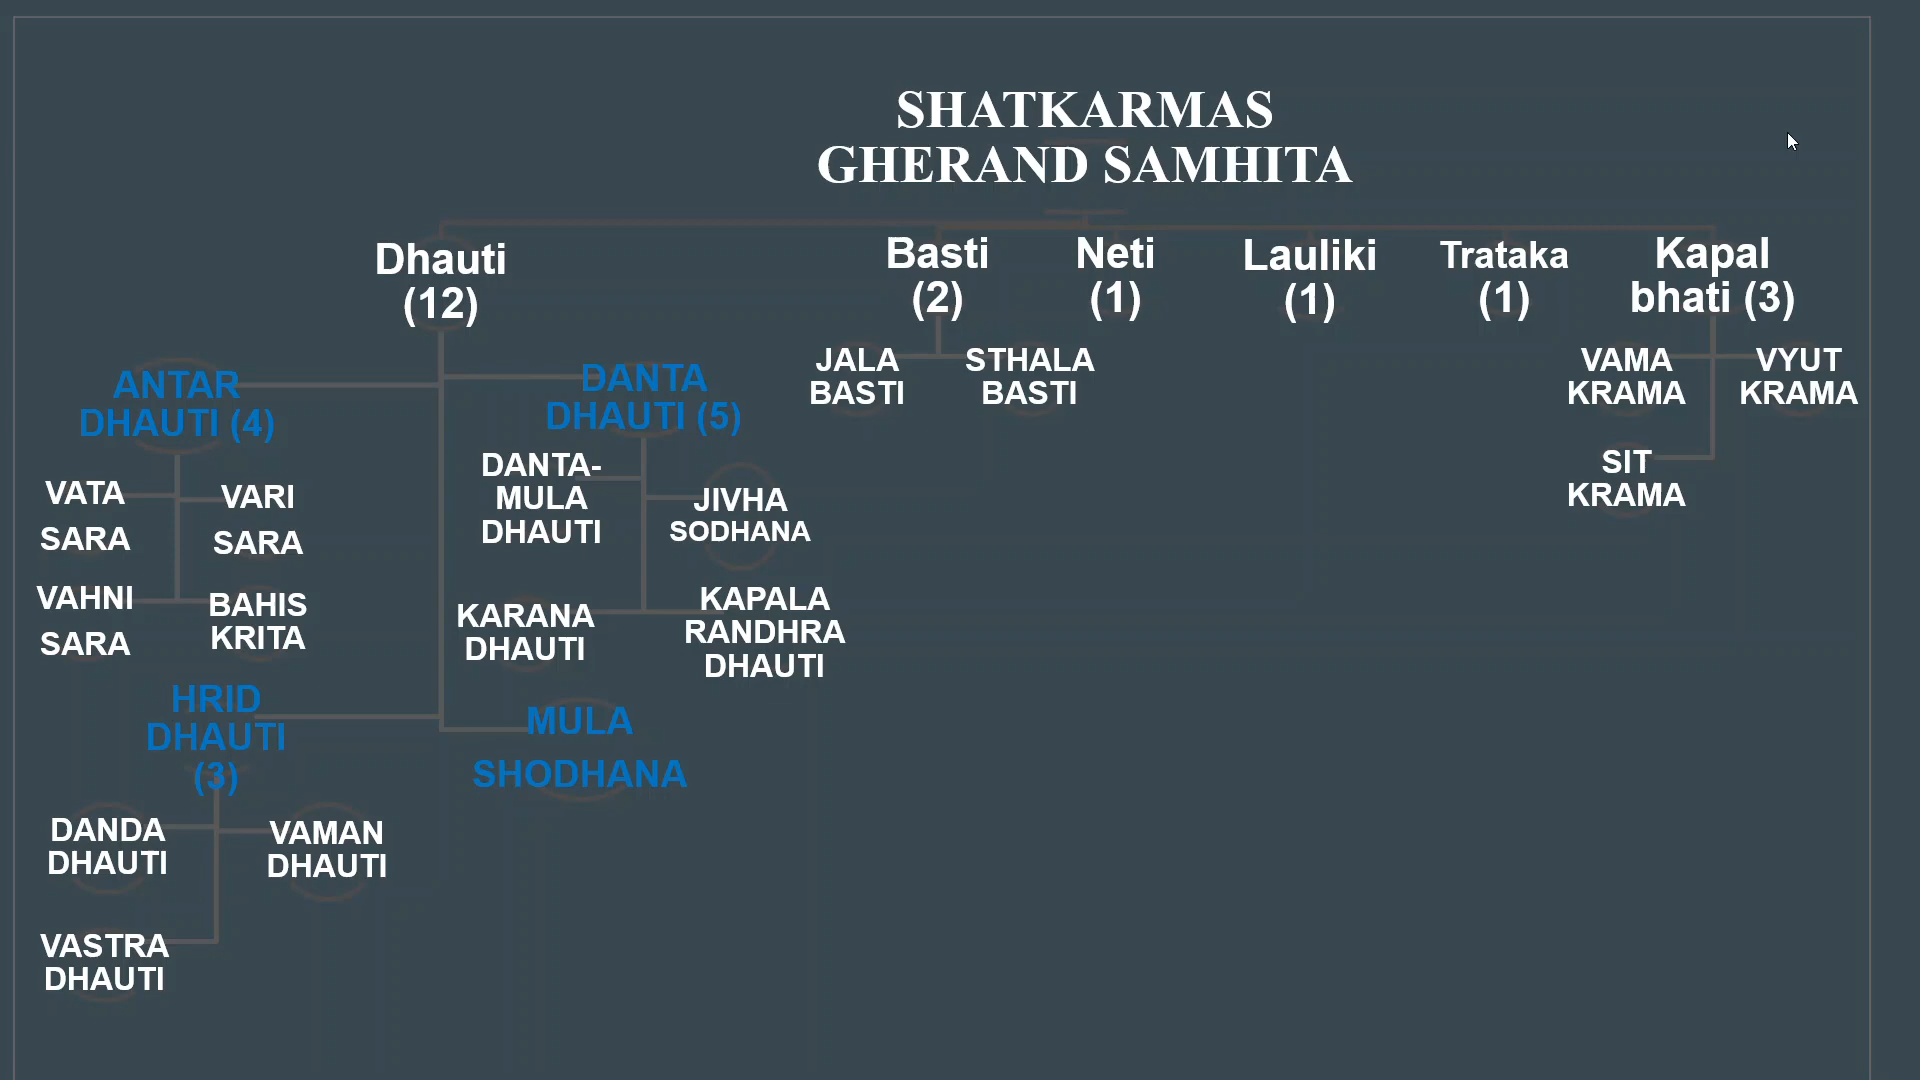 SHATKARMAS
GHERAND SAMHITA
Dhauti
(12)
ANTAR
DHAUTI (4)
VATA
SARA
VARI
SARA
VAHNI
SARA
BAHIS
KRITA
DANTA
DHAUTI (5)
DANTA-
MULA
DHAUTI
JIVHA
SODHANA
KARANA
DHAUTI
KAPALA
RANDHRA
DHAUTI
HRID
DHAUTI
(3)
DANDA
DHAUTI
VAMAN
DHAUTI
VASTRA
DHAUTI
MULA
SHODHANA
Basti
(2)
JALA
BASTI
STHALA
BASTI
Neti
(1)
Lauliki
(1)
Trataka
(1)
Kapal
bhati (3)
VAMA
KRAMA
VYUT
KRAMA
SIT
KRAMA